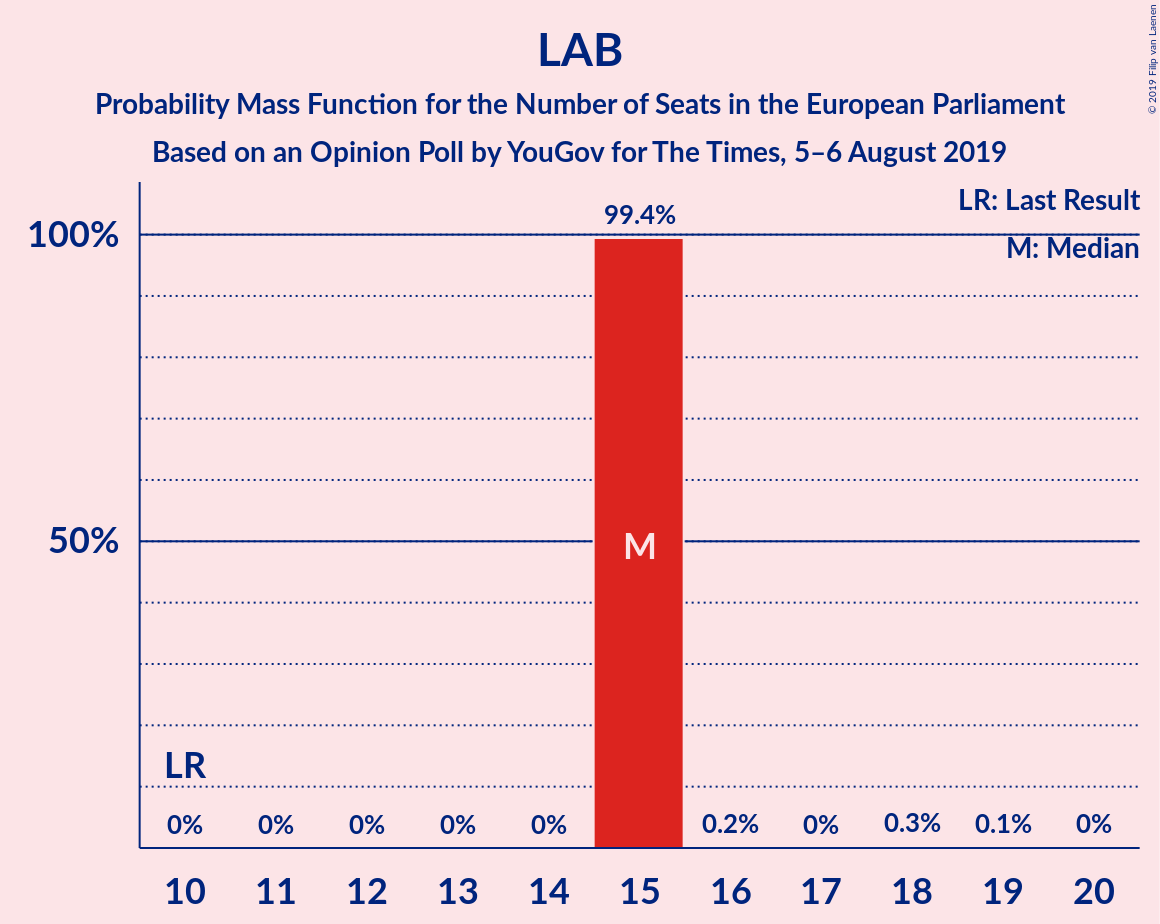 LAB
Probability Mass Function for the Number of Seats in the European Parliament
Based on an Opinion Poll by YouGov for The Times, 5–6 August 2019
© 2019 Filip van Laenen
LR: Last Result
M: Median
99.4%
100%
50%
M
LR
0% 0% 0% 0% 0% 0.2% 0% 0.3% 0.1% 0%
10 11 12 13 14 15 16 17 18 19 20